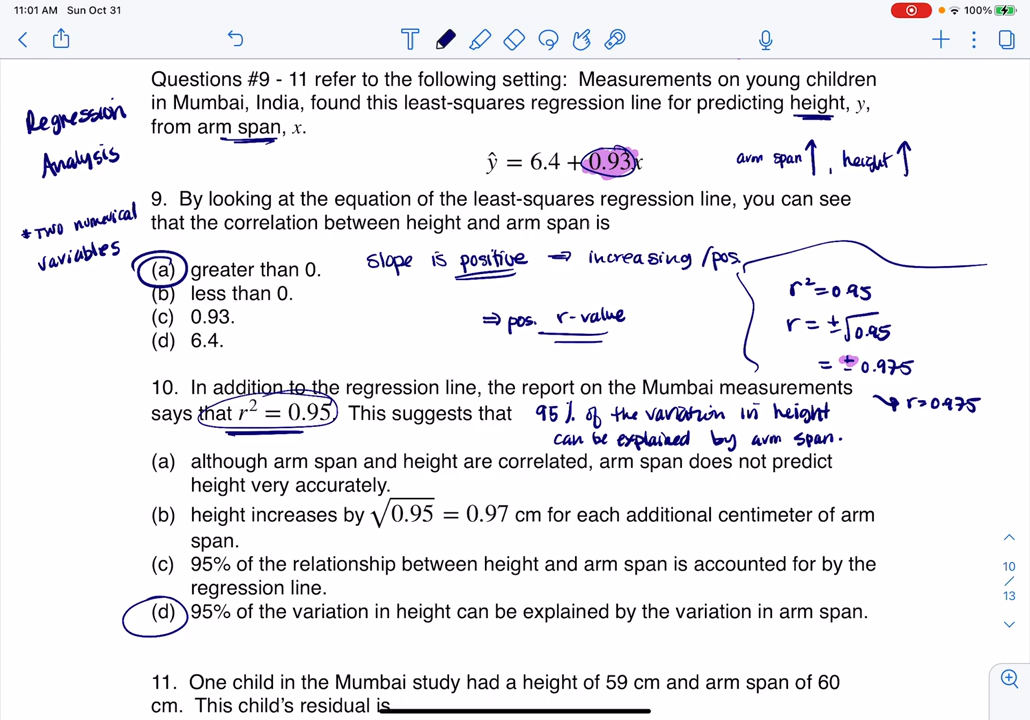 11:01 AM Sun Oct 31
100%
Questions #9 - 11 refer to the following setting: Measurements on young children
in Mumbai, India, found this least-squares regression line for predicting height, y,
from arm span, x.
Regression
Analysis
* Two numerical
variables
ŷ = 6.4 + 0.93x
arm span ↑, height ↑
9. By looking at the equation of the least-squares regression line, you can see
that the correlation between height and arm span is
(a) greater than 0.
(b) less than 0.
(c) 0.93.
(d) 6.4.
slope is positive ⇒ increasing/pos.
⇒ pos. r-value
r² = 0.95
r = ±√0.95
= ± 0.975
↳ r=0.975
10. In addition to the regression line, the report on the Mumbai measurements
says that r² = 0.95. This suggests that
95% of the variation in height
can be explained by arm span.
(a) although arm span and height are correlated, arm span does not predict
height very accurately.
(b) height increases by √0.95 = 0.97 cm for each additional centimeter of arm
span.
(c) 95% of the relationship between height and arm span is accounted for by the
regression line.
(d) 95% of the variation in height can be explained by the variation in arm span.
10
/
13
11. One child in the Mumbai study had a height of 59 cm and arm span of 60
cm. This child's residual is